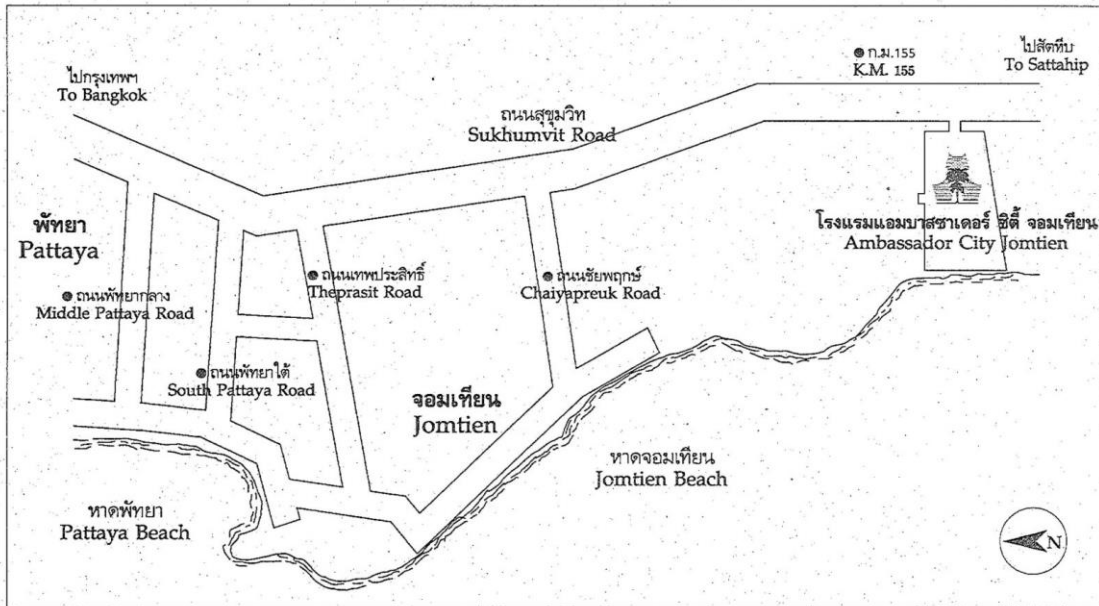 ไปกรุงเทพฯ
To Bangkok
ก.ม.155
K.M. 155
ไปสัตหีบ
To Sattahip
ถนนสุขุมวิท
Sukhumvit Road
พัทยา
Pattaya
โรงแรมแอมบาสซาเดอร์ ซิตี้ จอมเทียน
Ambassador City Jomtien
ถนนเทพประสิทธิ์
Theprasit Road
ถนนชัยพฤกษ์
Chaiyapreuk Road
ถนนพัทยากลาง
Middle Pattaya Road
ถนนพัทยาใต้
South Pattaya Road
จอมเทียน
Jomtien
หาดจอมเทียน
Jomtien Beach
หาดพัทยา
Pattaya Beach
N